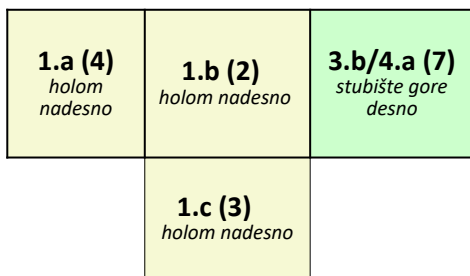 1.a (4)
holom
nadesno
1.b (2)
holom nadesno
3.b/4.a (7)
stubište gore
desno
1.c (3)
holom nadesno